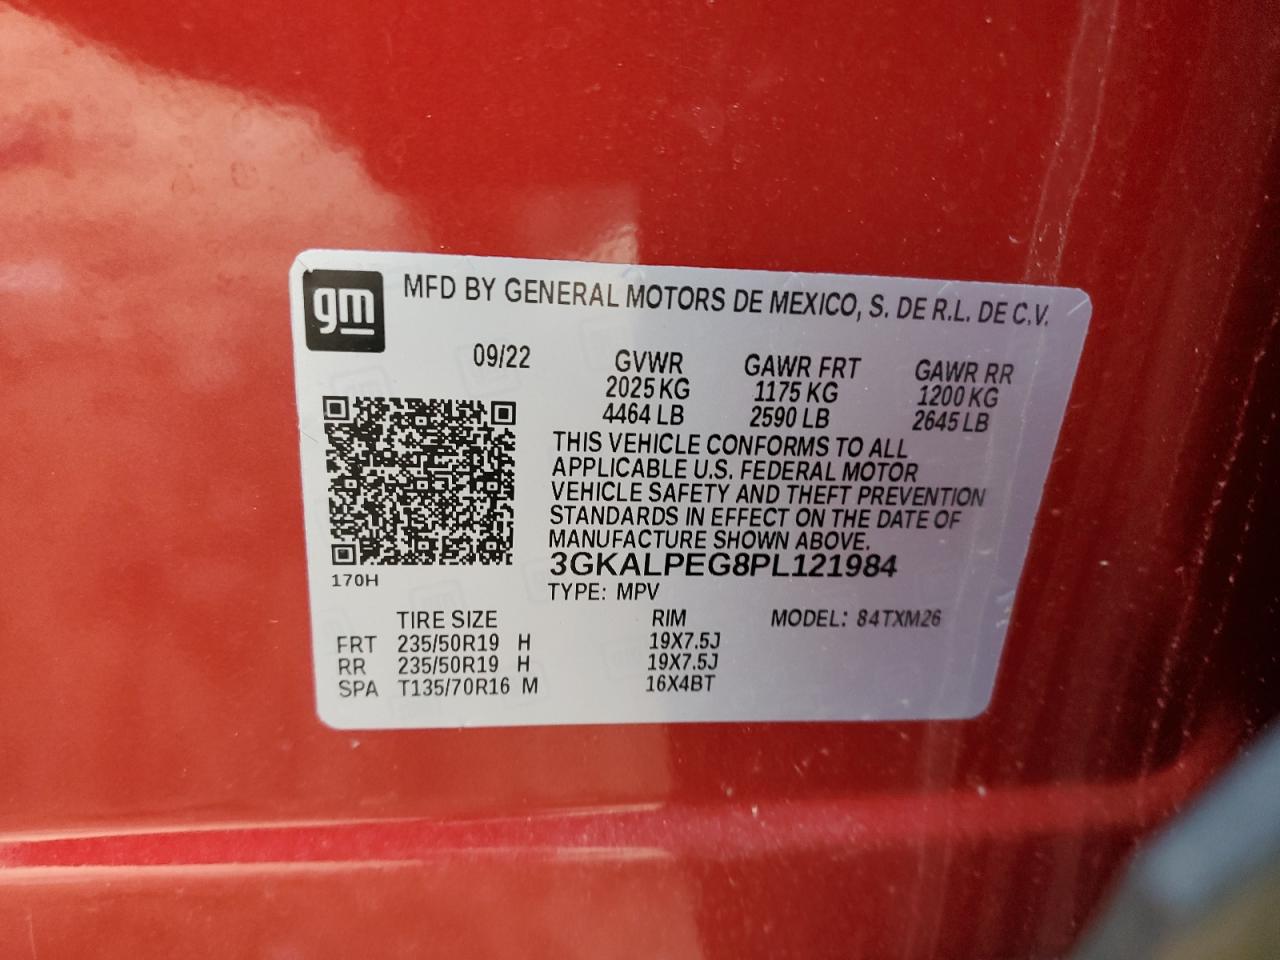 gm
MFD BY GENERAL MOTORS DE MEXICO, S. DE R.L. DE C.V.
09/22 GVWR GAWR FRT GAWR RR
2025 KG 1175 KG 1200 KG
4464 LB 2590 LB 2645 LB
THIS VEHICLE CONFORMS TO ALL
APPLICABLE U.S. FEDERAL MOTOR
VEHICLE SAFETY AND THEFT PREVENTION
STANDARDS IN EFFECT ON THE DATE OF
MANUFACTURE SHOWN ABOVE.
3GKALPEG8PL121984
170H
TYPE: MPV
TIRE SIZE RIM MODEL: 84TXM26
FRT 235/50R19 H 19X7.5J
RR 235/50R19 H 19X7.5J
SPA T135/70R16 M 16X4BT